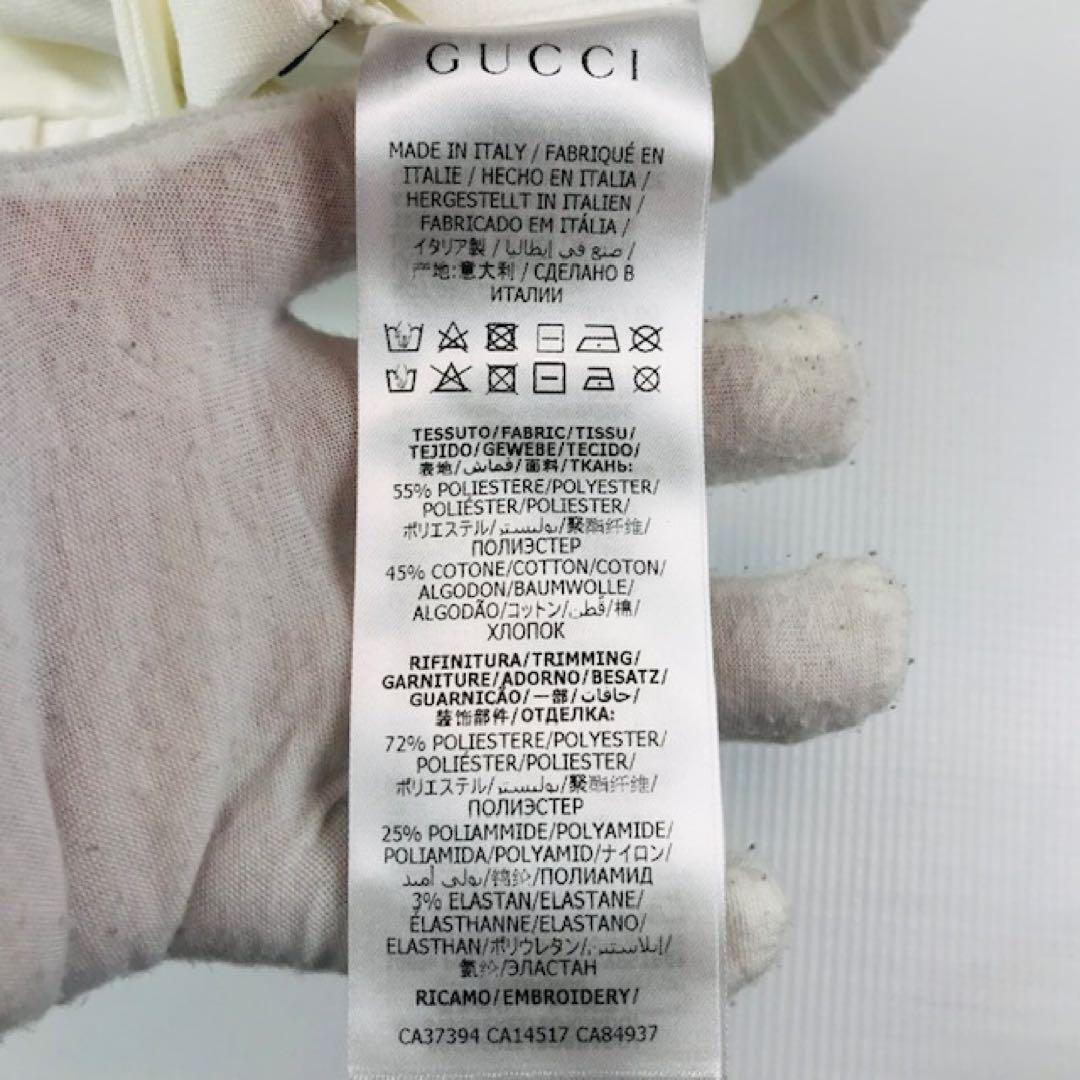 GUCCI
MADE IN ITALY / FABRIQUÉ EN
ITALIE / HECHO EN ITALIA /
HERGESTELLT IN ITALIEN /
FABRICADO EM ITÁLIA /
イタリア製 / صنع في إيطاليا /
产地:意大利 / СДЕЛАНО В
ИТАЛИИ
TESSUTO/FABRIC/TISSU/
TEJIDO/GEWEBE/TECIDO/
表地/قماش/面料/ТКАНЬ:
55% POLIESTERE/POLYESTER/
POLIÉSTER/POLIESTER/
ポリエステル/بوليستر/聚酯纤维/
ПОЛИЭСТЕР
45% COTONE/COTTON/COTON/
ALGODON/BAUMWOLLE/
ALGODÃO/コットン/قطن/棉/
ХЛОПОК
RIFINITURA/TRIMMING/
GARNITURE/ADORNO/BESATZ/
GUARNICÃO/一部/حافات/
装饰部件/ОТДЕЛКА:
72% POLIESTERE/POLYESTER/
POLIÉSTER/POLIESTER/
ポリエステル/بوليستر/聚酯纤维/
ПОЛИЭСТЕР
25% POLIAMMIDE/POLYAMIDE/
POLIAMIDA/POLYAMID/ナイロン/
بولي أميد/锦纶/ПОЛИАМИД
3% ELASTAN/ELASTANE/
ÉLASTHANNE/ELASTANO/
ELASTHAN/ポリウレタン/إيلاستين/
氨纶/ЭЛАСТАН
RICAMO/EMBROIDERY/
CA37394 CA14517 CA84937